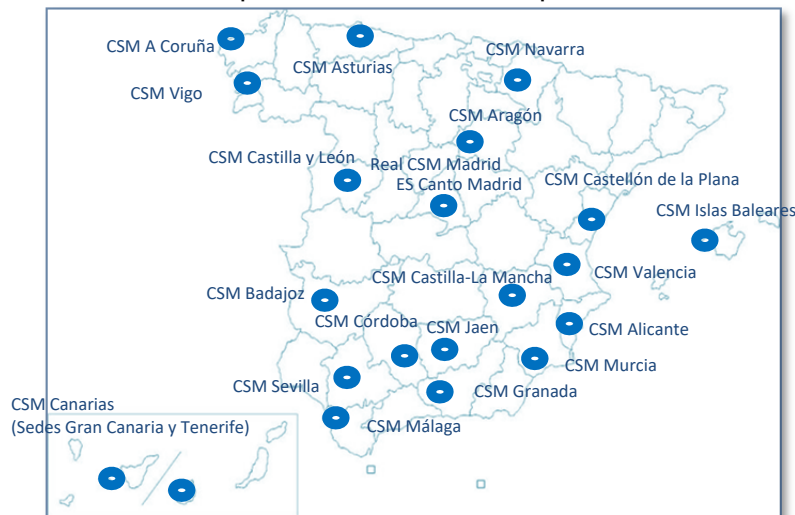 CSM A Coruña
CSM Asturias
CSM Navarra
CSM Vigo
CSM Aragón
CSM Castilla y León
Real CSM Madrid
ES Canto Madrid
CSM Castellón de la Plana
CSM Islas Baleares
CSM Castilla-La Mancha
CSM Valencia
CSM Badajoz
CSM Córdoba
CSM Jaen
CSM Alicante
CSM Murcia
CSM Sevilla
CSM Granada
CSM Canarias
(Sedes Gran Canaria y Tenerife)
CSM Málaga